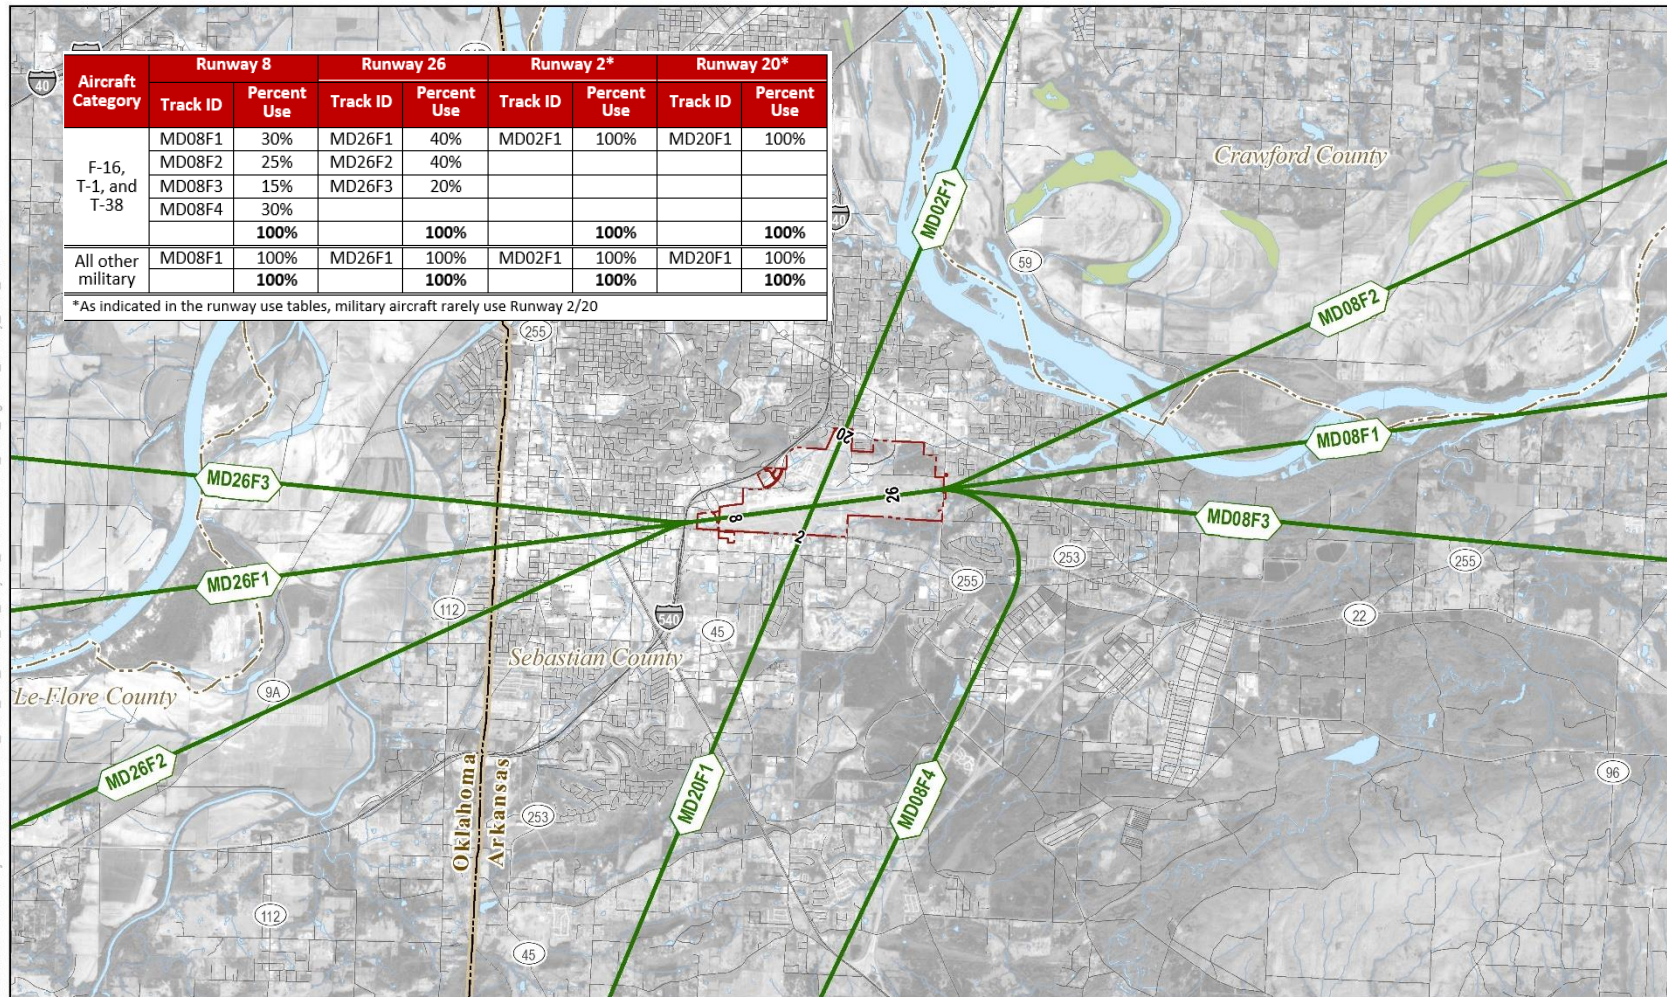 Aircraft Category Runway 8 Runway 26 Runway 2* Runway 20*
Track ID Percent Use Track ID Percent Use Track ID Percent Use Track ID Percent Use
F-16, T-1, and T-38
MD08F1 30% MD26F1 40% MD02F1 100% MD20F1 100%
MD08F2 25% MD26F2 40%
MD08F3 15% MD26F3 20%
MD08F4 30%
100% 100% 100% 100%
All other military
MD08F1 100% MD26F1 100% MD02F1 100% MD20F1 100%
100% 100% 100% 100%
*As indicated in the runway use tables, military aircraft rarely use Runway 2/20
40
40
Crawford County
MD02F1
59
MD08F2
255
MD08F1
20
MD26F3
26
8
2
MD08F3
253
255
255
MD26F1
112
540
45
22
Sebastian County
Le-Flore County
9A
MD26F2
Oklahoma
Arkansas
MD20F1
MD08F4
96
253
112
45